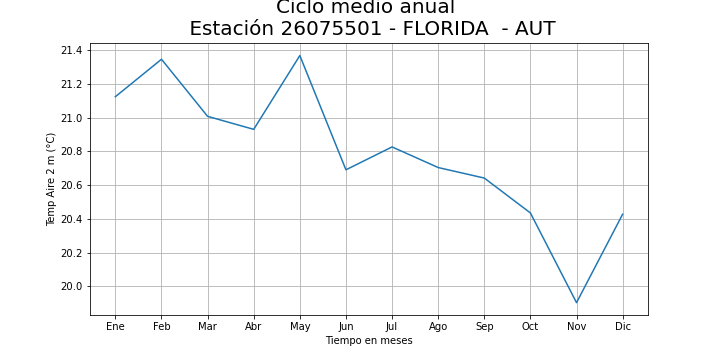 Ciclo medio anual
Estación 26075501 - FLORIDA  - AUT
Temp Aire 2 m (°C)
21.4
21.2
21.0
20.8
20.6
20.4
20.2
20.0
Ene Feb Mar Abr May Jun Jul Ago Sep Oct Nov Dic
Tiempo en meses